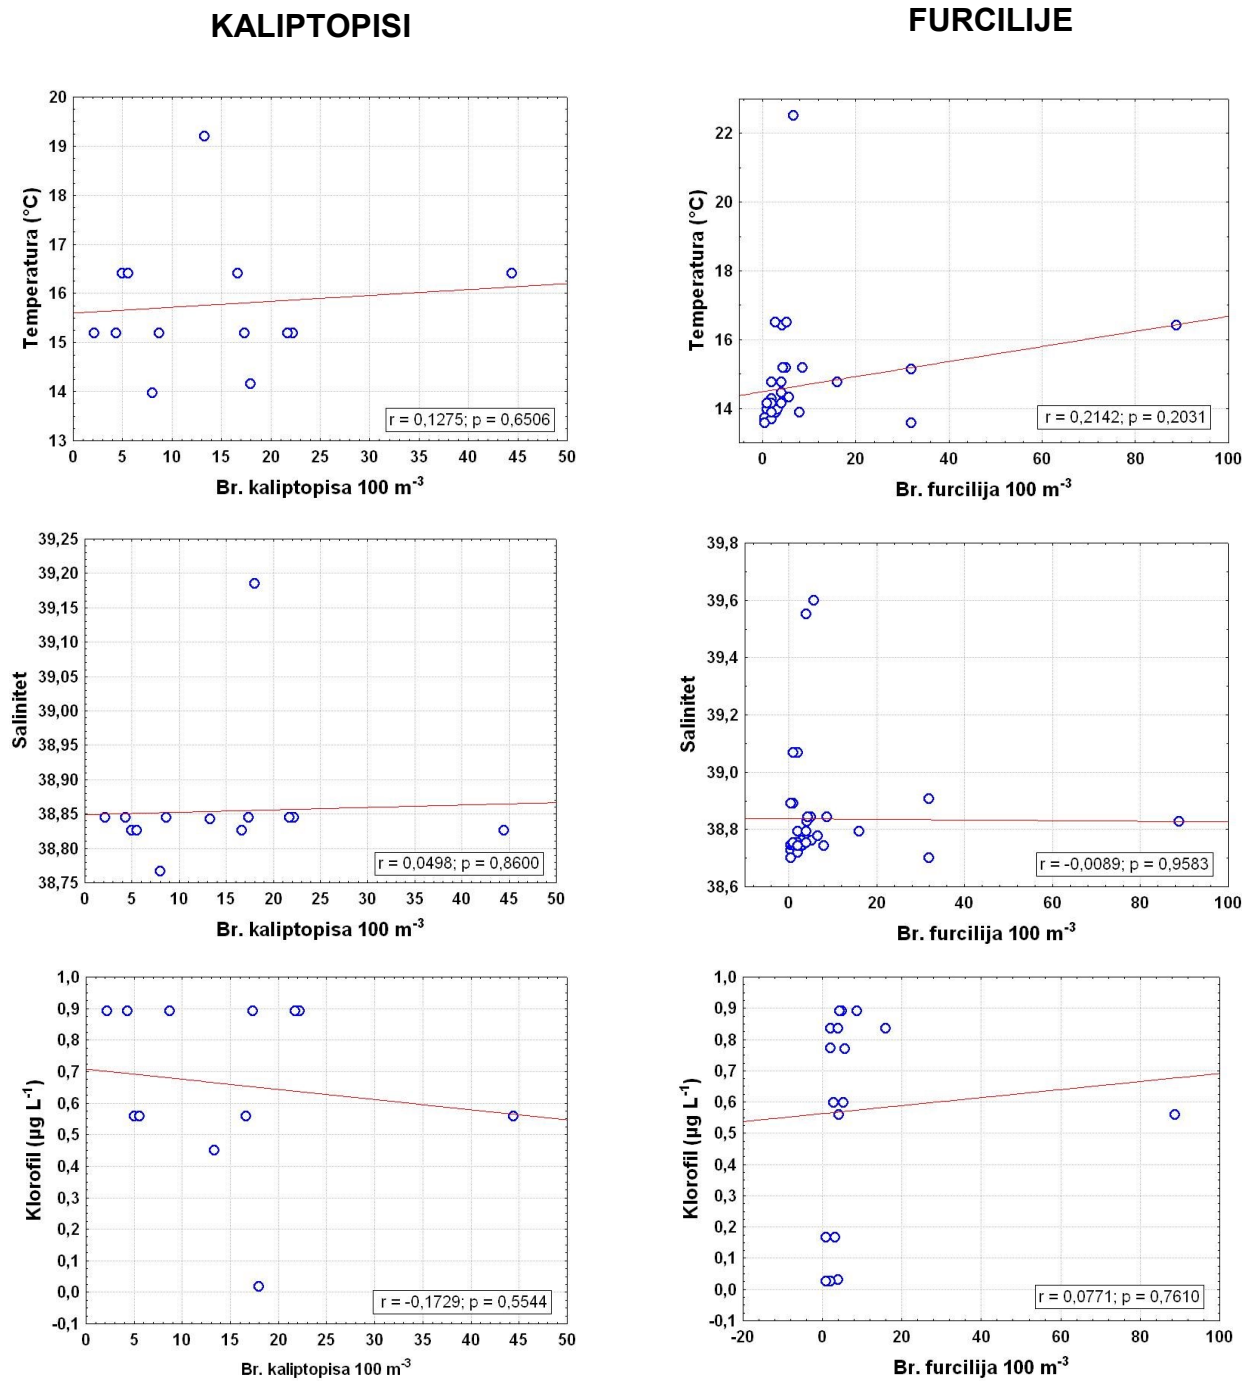 KALIPTOPISI
FURCILIJE
20
19
18
17
16
15
14
13
Temperatura (°C)
r = 0,1275; p = 0,6506
0 5 10 15 20 25 30 35 40 45 50
Br. kaliptopisa 100 m-3
22
20
18
16
14
Temperatura (°C)
r = 0,2142; p = 0,2031
0 20 40 60 80 100
Br. furcilija 100 m-3
39,25
39,20
39,15
39,10
39,05
39,00
38,95
38,90
38,85
38,80
38,75
Salinitet
r = 0,0498; p = 0,8600
0 5 10 15 20 25 30 35 40 45 50
Br. kaliptopisa 100 m-3
39,8
39,6
39,4
39,2
39,0
38,8
38,6
Salinitet
r = -0,0089; p = 0,9583
0 20 40 60 80 100
Br. furcilija 100 m-3
1,0
0,9
0,8
0,7
0,6
0,5
0,4
0,3
0,2
0,1
0,0
-0,1
Klorofil (µg L-1)
r = -0,1729; p = 0,5544
0 5 10 15 20 25 30 35 40 45 50
Br. kaliptopisa 100 m-3
1,0
0,9
0,8
0,7
0,6
0,5
0,4
0,3
0,2
0,1
0,0
-0,1
Klorofil (µg L-1)
r = 0,0771; p = 0,7610
-20 0 20 40 60 80 100
Br. furcilija 100 m-3